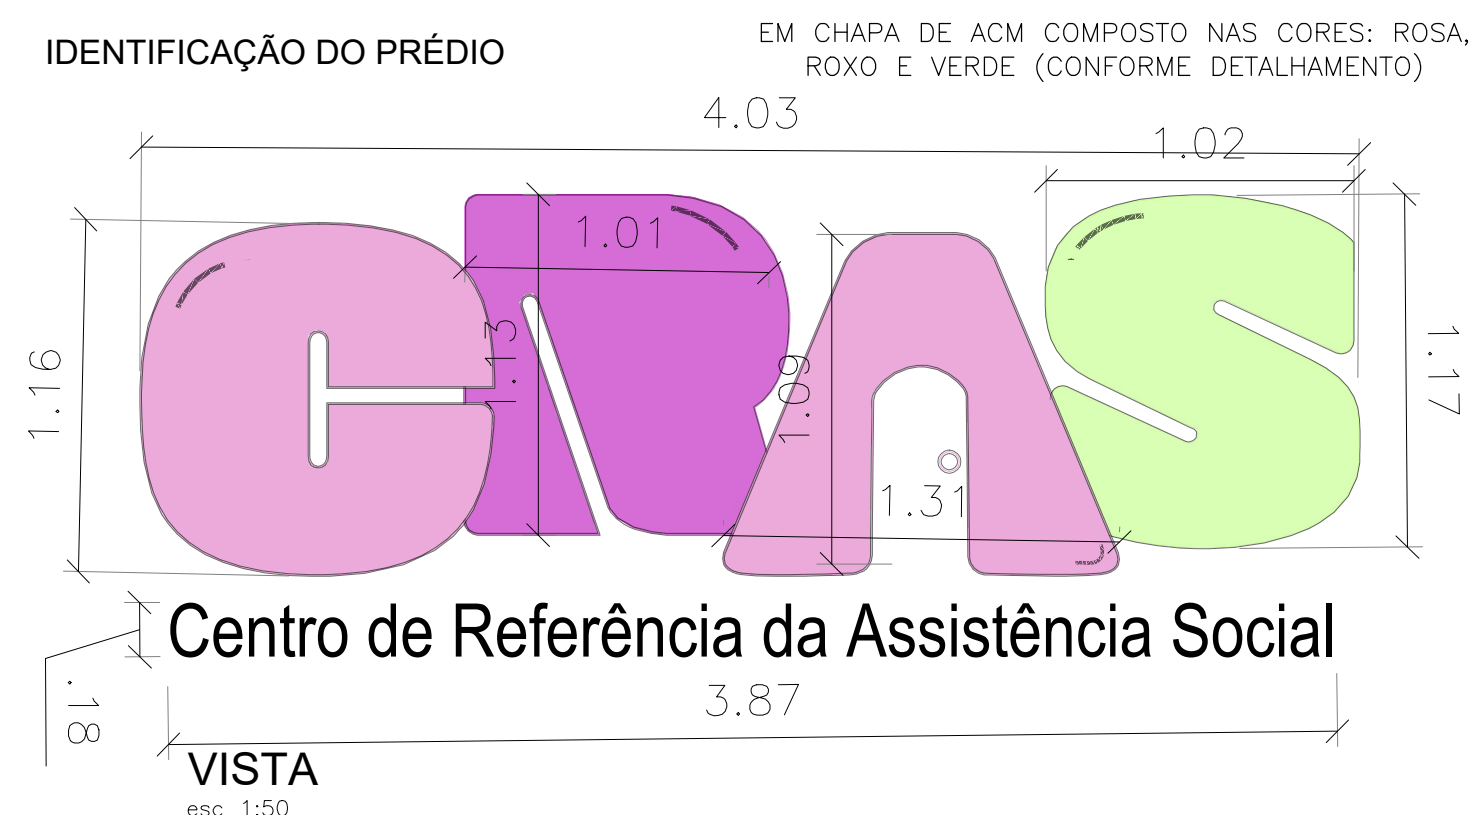 IDENTIFICAÇÃO DO PRÉDIO
EM CHAPA DE ACM COMPOSTO NAS CORES: ROSA,
ROXO E VERDE (CONFORME DETALHAMENTO)
4.03
1.02
1.01
1.16
1.13
1.09
1.31
1.17
CRAS
Centro de Referência da Assistência Social
.18
3.87
VISTA
esc 1:50